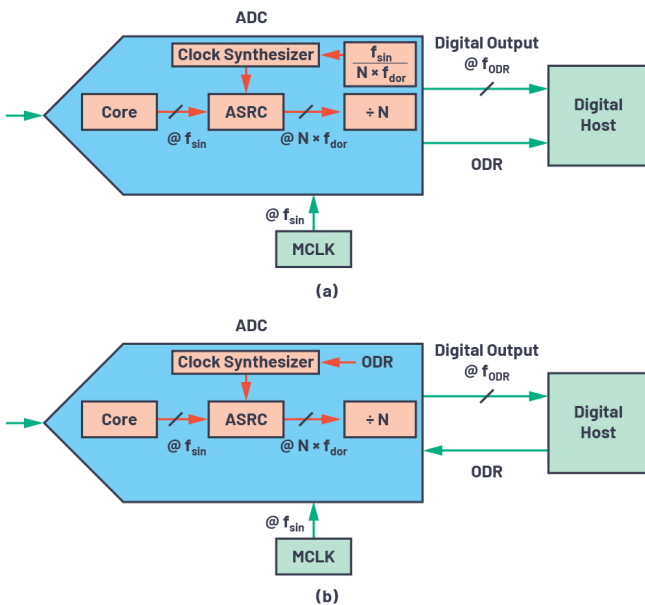 ADC
Clock Synthesizer
f_sin
N × f_dor
Digital Output
@ f_ODR
Core
ASRC
÷ N
Digital
Host
@ f_sin
@ N × f_dor
ODR
@ f_sin
MCLK
(a)
ADC
Clock Synthesizer
ODR
Digital Output
@ f_ODR
Core
ASRC
÷ N
Digital
Host
@ f_sin
@ N × f_dor
ODR
@ f_sin
MCLK
(b)